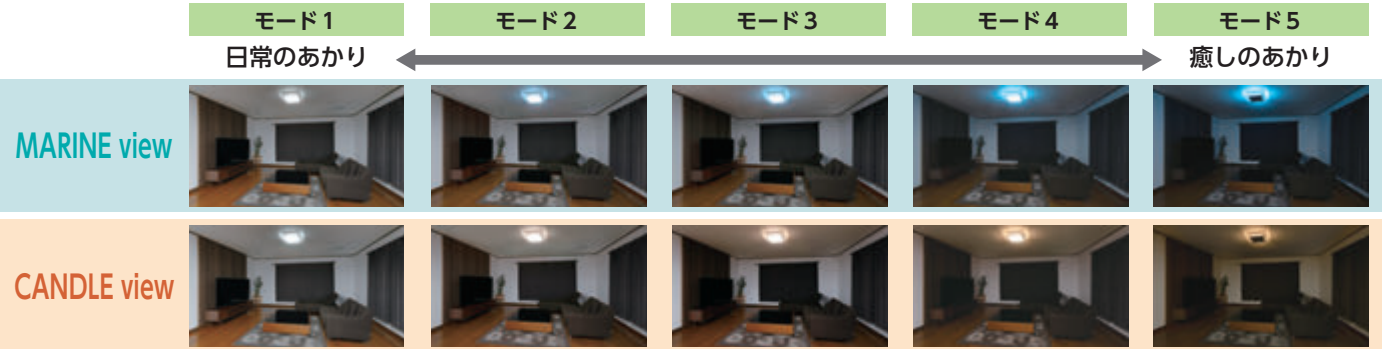 モード1 モード2 モード3 モード4 モード5
日常のあかり 癒しのあかり
MARINE view
CANDLE view